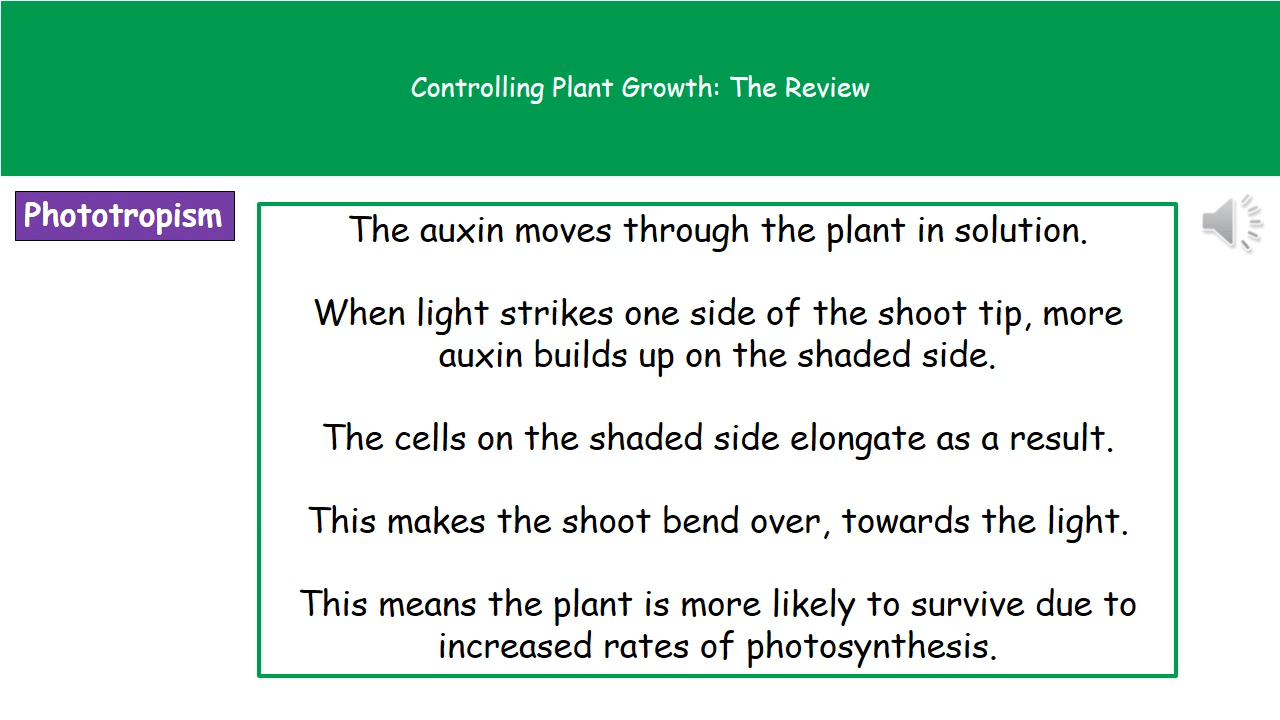 Controlling Plant Growth: The Review
Phototropism
The auxin moves through the plant in solution.
When light strikes one side of the shoot tip, more
auxin builds up on the shaded side.
The cells on the shaded side elongate as a result.
This makes the shoot bend over, towards the light.
This means the plant is more likely to survive due to
increased rates of photosynthesis.